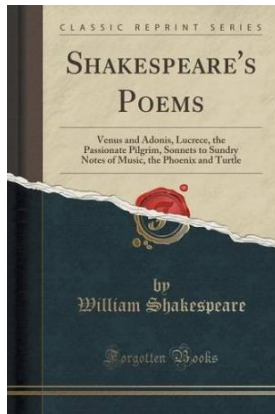 CLASSIC REPRINT SERIES
SHAKESPEARE'S
POEMS
Venus and Adonis, Lucrece, the
Passionate Pilgrim, Sonnets to Sundry
Notes of Music, the Phoenix and Turtle
by
William Shakespeare
Forgotten Books